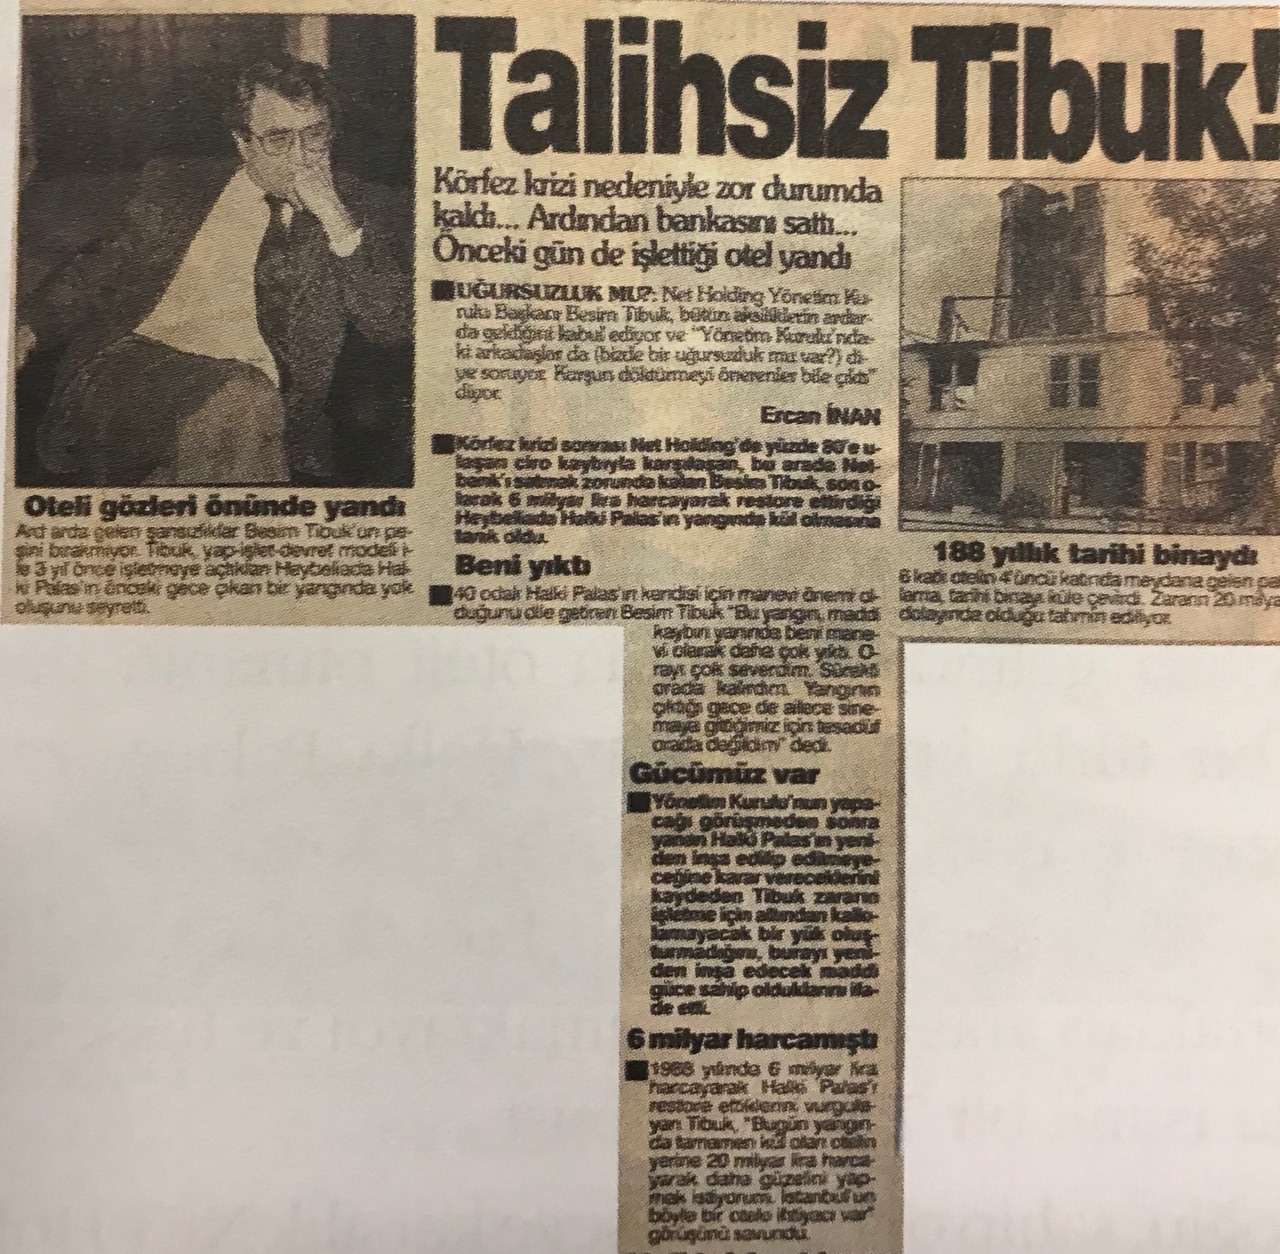 Talihsiz Tibuk!
Körfez krizi nedeniyle zor durumda
kaldı... Ardından bankasını sattı...
Önceki gün de işlettiği otel yandı
UĞURSUZLUK MU?: Net Holding Yönetim Ku-
rulu Başkanı Besim Tibuk, bütün aksiliklerin ardar-
da geldiğini kabul ediyor ve "Yönetim Kurulu'nda-
ki arkadaşlar da (bizde bir uğursuzluk mu var?) di-
ye soruyor. Kurşun döktürmeyi önerenler bile çıktı"
diyor.
Ercan İNAN
Körfez krizi sonrası Net Holding'de yüzde 80'e u-
laşan ciro kaybıyla karşılaşan, bu arada Net-
bank'ı satmak zorunda kalan Besim Tibuk, son o-
larak 6 milyar lira harcayarak restore ettirdiği
Heybeliada Halki Palas'ın yangında kül olmasına
tanık oldu.
Beni yıktı
40 odalı Halki Palas'ın kendisi için manevi önemi ol-
duğunu dile getiren Besim Tibuk "Bu yangın, maddi
kaybın yanında beni mane-
vi olarak daha çok yıktı. O-
rayı çok severdim. Sürekli
orada kalırdım. Yangının
çıktığı gece de ailece sine-
maya gittiğimiz için tesadüf
orada değildim" dedi.
Gücümüz var
Yönetim Kurulu'nun yapa-
cağı görüşmeden sonra
yanan Halki Palas'ın yeni-
den inşa edilip edilmeye-
ceğine karar vereceklerini
kaydeden Tibuk zararın
işletme için altından kalkı-
lamayacak bir yük oluş-
turmadığını, burayı yeni-
den inşa edecek maddi
güce sahip olduklarını ifa-
de etti.
6 milyar harcamıştı
1988 yılında 6 milyar lira
harcayarak Halki Palas'ı
restore ettiklerini vurgula-
yan Tibuk, "Bugün yangın-
da tamamen kül olan otelin
yerine 20 milyar lira harca-
yarak daha güzelini yap-
mak istiyorum. İstanbul'un
böyle bir otele ihtiyacı var"
görüşünü savundu.
Oteli gözleri önünde yandı
Ard arda gelen şansızlıklar Besim Tibuk'un pe-
şini bırakmıyor. Tibuk, yap-işlet-devret modeli i-
le 3 yıl önce işletmeye açtıkları Heybeliada Hal-
ki Palas'ın önceki gece çıkan bir yangında yok
oluşunu seyretti.
188 yıllık tarihi binaydı
6 katlı otelin 4'üncü katında meydana gelen pa
lama, tarihi binayı küle çevirdi. Zararın 20 milya
dolayında olduğu tahmin ediliyor.